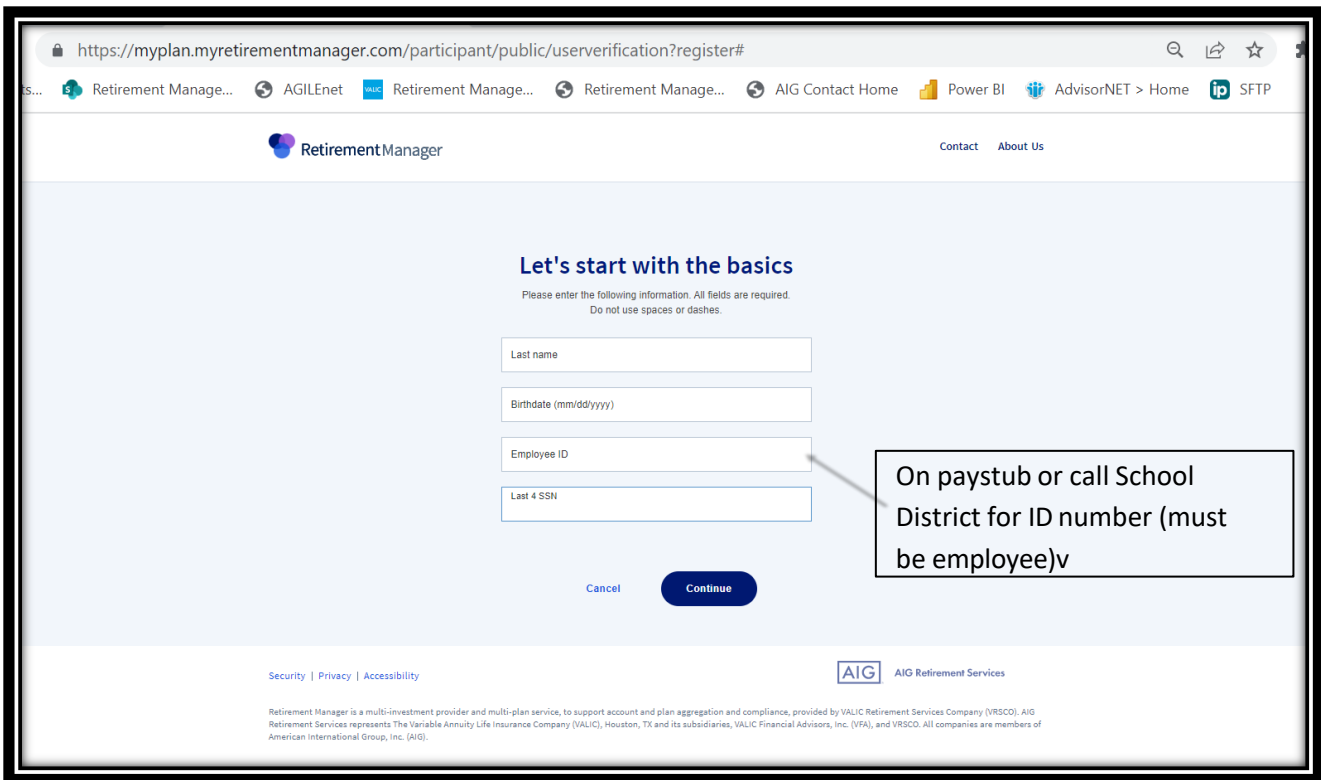 https://myplan.myretirementmanager.com/participant/public/userverification?register#
ts... Retirement Manage... AGILEnet VALIC Retirement Manage... Retirement Manage... AIG Contact Home Power BI AdvisorNET > Home ip SFTP
Retirement Manager Contact About Us
Let's start with the basics
Please enter the following information. All fields are required.
Do not use spaces or dashes.
Last name
Birthdate (mm/dd/yyyy)
Employee ID
Last 4 SSN
On paystub or call School
District for ID number (must
be employee)v
Cancel Continue
Security | Privacy | Accessibility AIG AIG Retirement Services
Retirement Manager is a multi-investment provider and multi-plan service, to support account and plan aggregation and compliance, provided by VALIC Retirement Services Company (VRSCO). AIG
Retirement Services represents The Variable Annuity Life Insurance Company (VALIC), Houston, TX and its subsidiaries, VALIC Financial Advisors, Inc. (VFA), and VRSCO. All companies are members of
American International Group, Inc. (AIG).